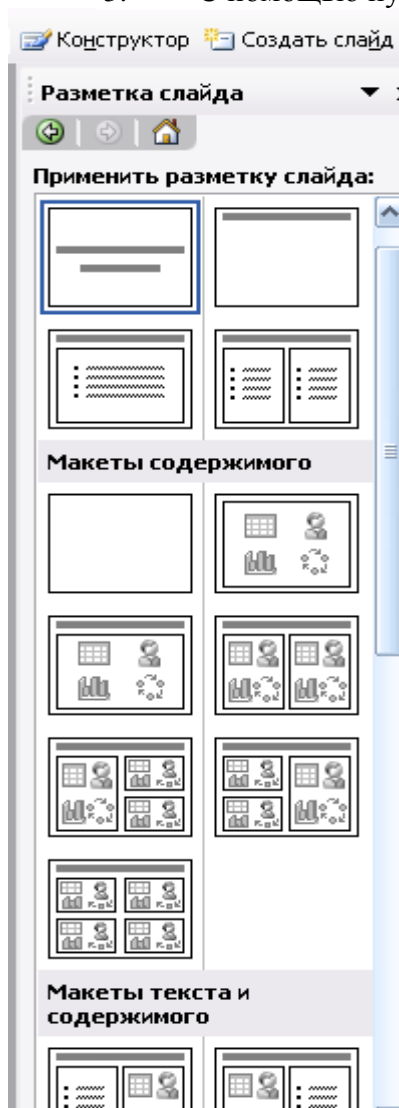 Конструктор Создать слайд
Разметка слайда
Применить разметку слайда:
Макеты содержимого
Макеты текста и
содержимого